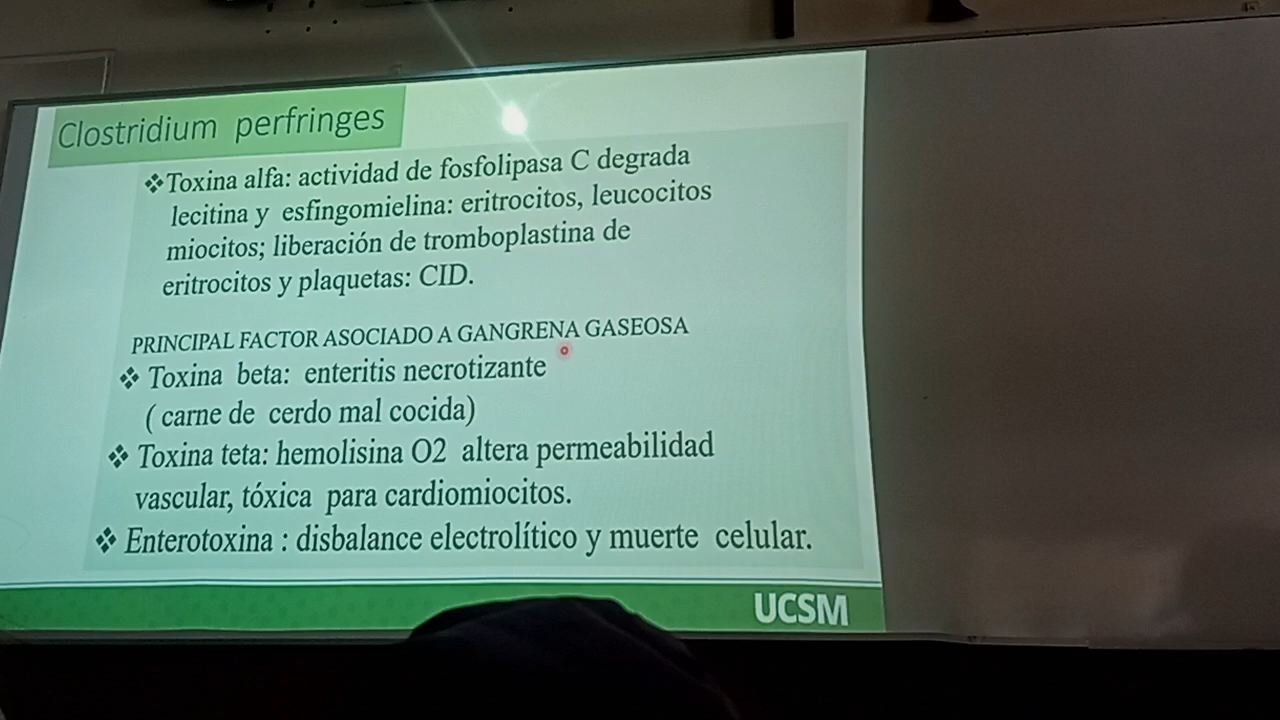 Clostridium perfringes
❖Toxina alfa: actividad de fosfolipasa C degrada
lecitina y esfingomielina: eritrocitos, leucocitos
miocitos; liberación de tromboplastina de
eritrocitos y plaquetas: CID.
PRINCIPAL FACTOR ASOCIADO A GANGRENA GASEOSA
❖ Toxina beta: enteritis necrotizante
( carne de cerdo mal cocida)
❖ Toxina teta: hemolisina O2 altera permeabilidad
vascular, tóxica para cardiomiocitos.
❖ Enterotoxina : disbalance electrolítico y muerte celular.
UCSM